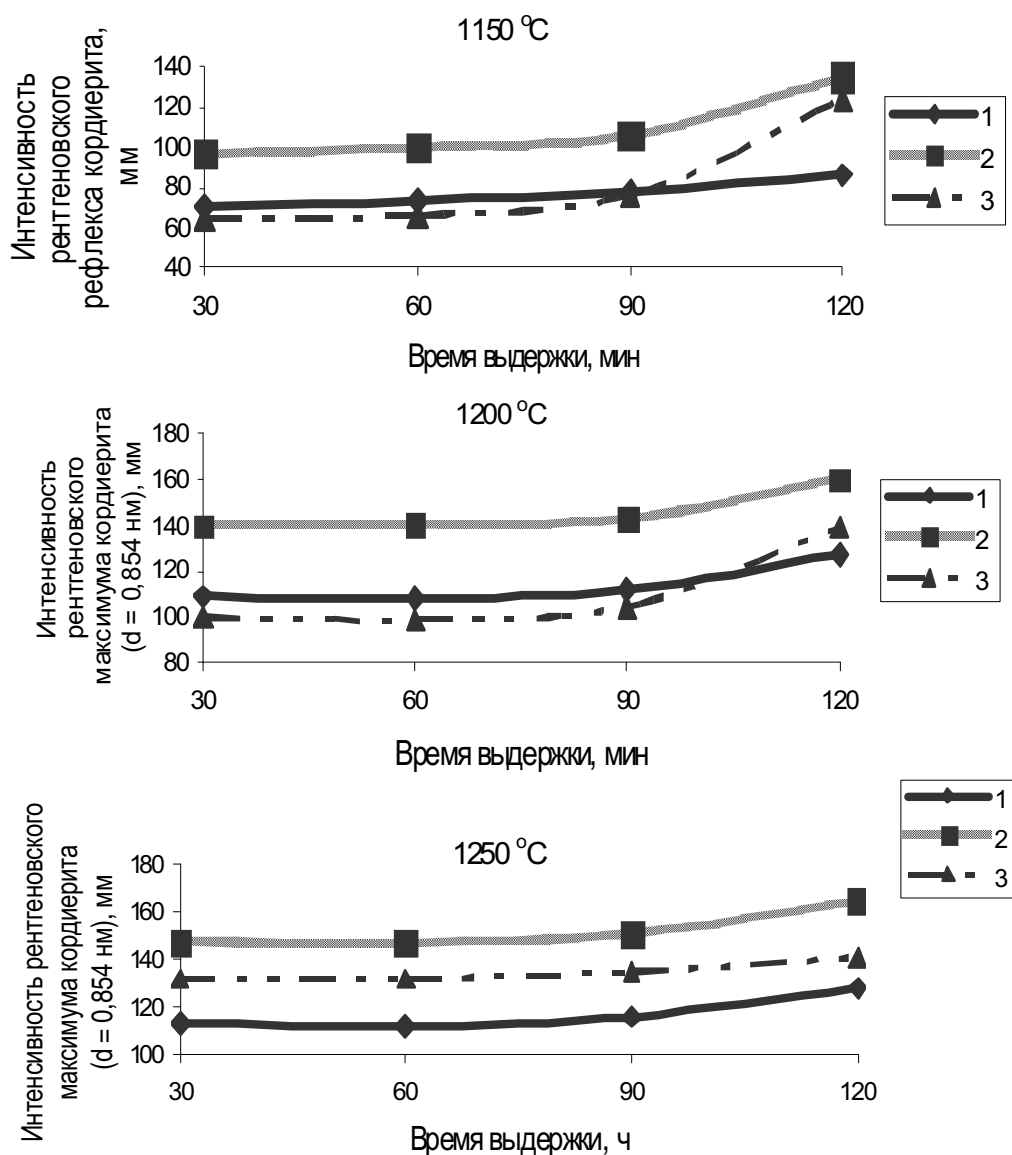 1150 °C
Интенсивность
ренттеновского
рефлекса кордиерита,
мм
140
120
100
80
60
40
30
60
90
120
Время выдержки, мин
1
2
3
1200 °C
Интенсивность
рентгеновского
максимума кордиерита
(d = 0,854 нм), мм
180
160
140
120
100
80
30
60
90
120
Время выдержки, мин
1
2
3
1250 °C
Интенсивность рентгеновского
максимума кордиерита
(d = 0,854 нм), мм
180
160
140
120
100
30
60
90
120
Время выдержки, ч
1
2
3